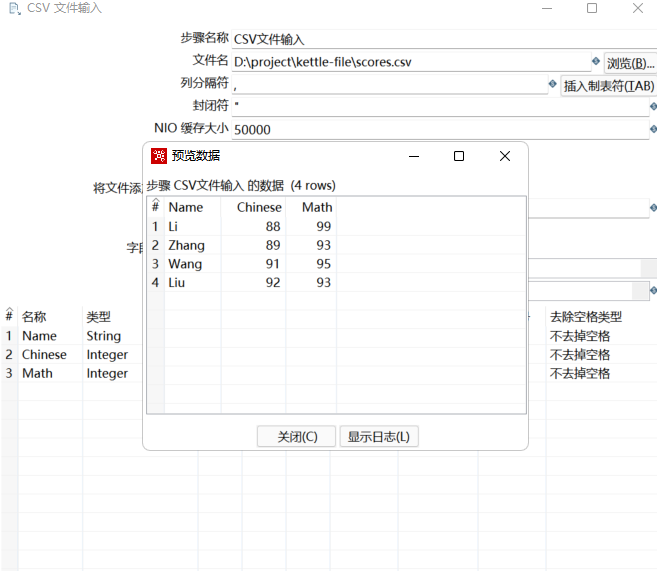 CSV 文件输入
步骤名称 CSV文件输入
文件名 D:\project\kettle-file\scores.csv 浏览(B)...
列分隔符 , 插入制表符(TAB)
封闭符 "
NIO 缓存大小 50000
预览数据
将文件添
步骤 CSV文件输入 的数据 (4 rows)
# Name Chinese Math
1 Li 88 99
2 Zhang 89 93
3 Wang 91 95
4 Liu 92 93
字
# 名称 类型 去除空格类型
1 Name String 不去掉空格
2 Chinese Integer 不去掉空格
3 Math Integer 不去掉空格
关闭(C) 显示日志(L)